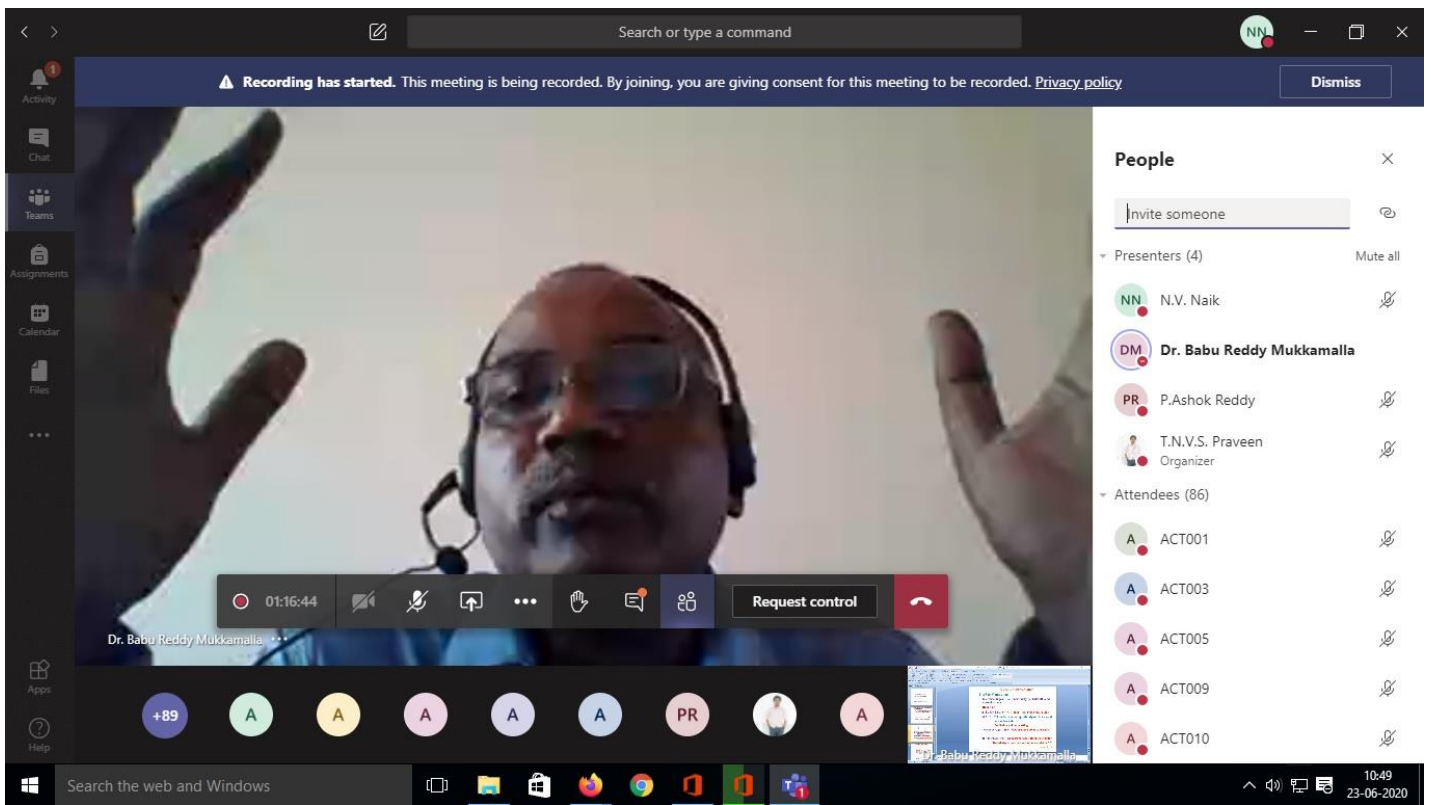 Search or type a command
NN
1
Activity
Chat
Teams
Assignments
Calendar
Files
Apps
Help
Recording has started. This meeting is being recorded. By joining, you are giving consent for this meeting to be recorded. Privacy policy
Dismiss
01:16:44
Request control
Dr. Babu Reddy Mukkamalla
+89
A
A
A
A
A
PR
A
Dr. Babu Reddy Mukkamalla
People
Invite someone
Presenters (4)
Mute all
NN N.V. Naik
DM Dr. Babu Reddy Mukkamalla
PR P.Ashok Reddy
T.N.V.S. Praveen
Organizer
Attendees (86)
A ACT001
A ACT003
A ACT005
A ACT009
A ACT010
Search the web and Windows
10:49
23-06-2020